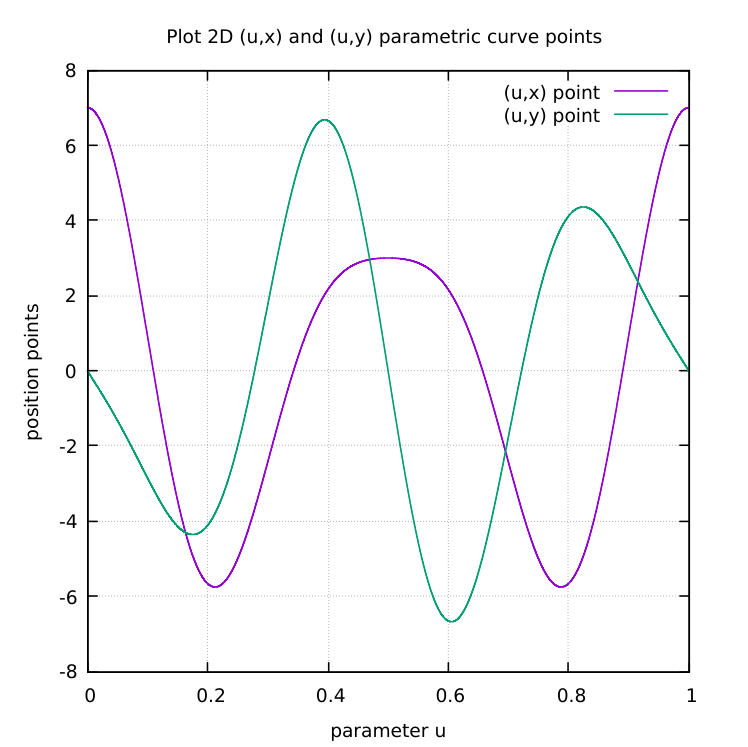 Plot 2D (u,x) and (u,y) parametric curve points
8
(u,x) point
(u,y) point
6
4
2
0
-2
-4
-6
-8
position points
0 0.2 0.4 0.6 0.8 1
parameter u